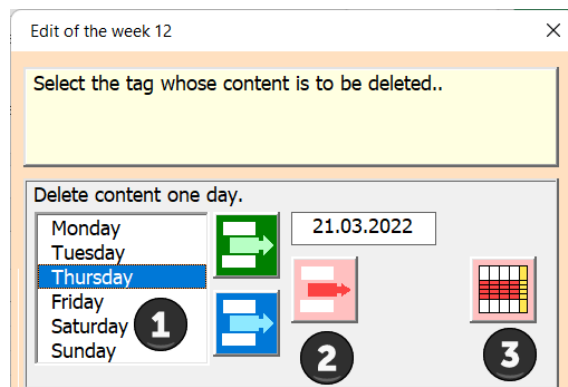 Edit of the week 12
Select the tag whose content is to be deleted..
Delete content one day.
Monday
Tuesday
Thursday
Friday
Saturday
Sunday
21.03.2022
1
2
3